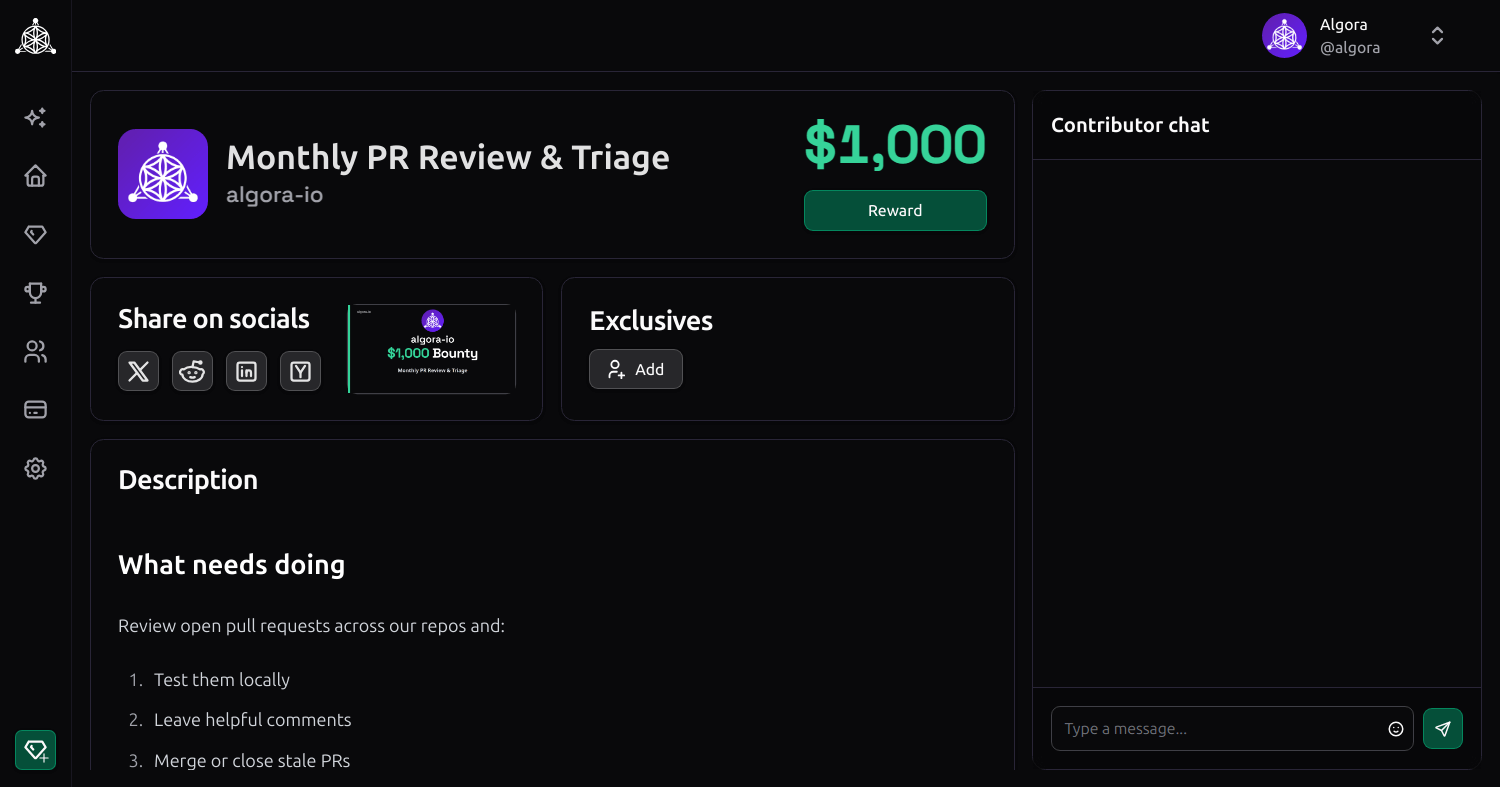 Algora
@algora
Monthly PR Review & Triage
algora-io
$1,000
Reward
Contributor chat
Share on socials
algora-io
algora-io
$1,000 Bounty
Monthly PR Review & Triage
Exclusives
Add
Description
What needs doing
Review open pull requests across our repos and:
1. Test them locally
2. Leave helpful comments
3. Merge or close stale PRs
Type a message...